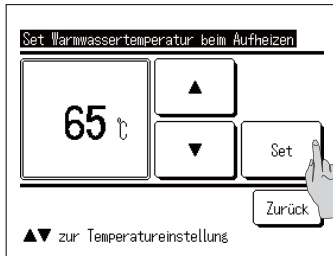 Set Warmwassertemperatur beim Aufheizen
▲
65 ℃
▼
Set
Zurück
▲▼ zur Temperatureinstellung